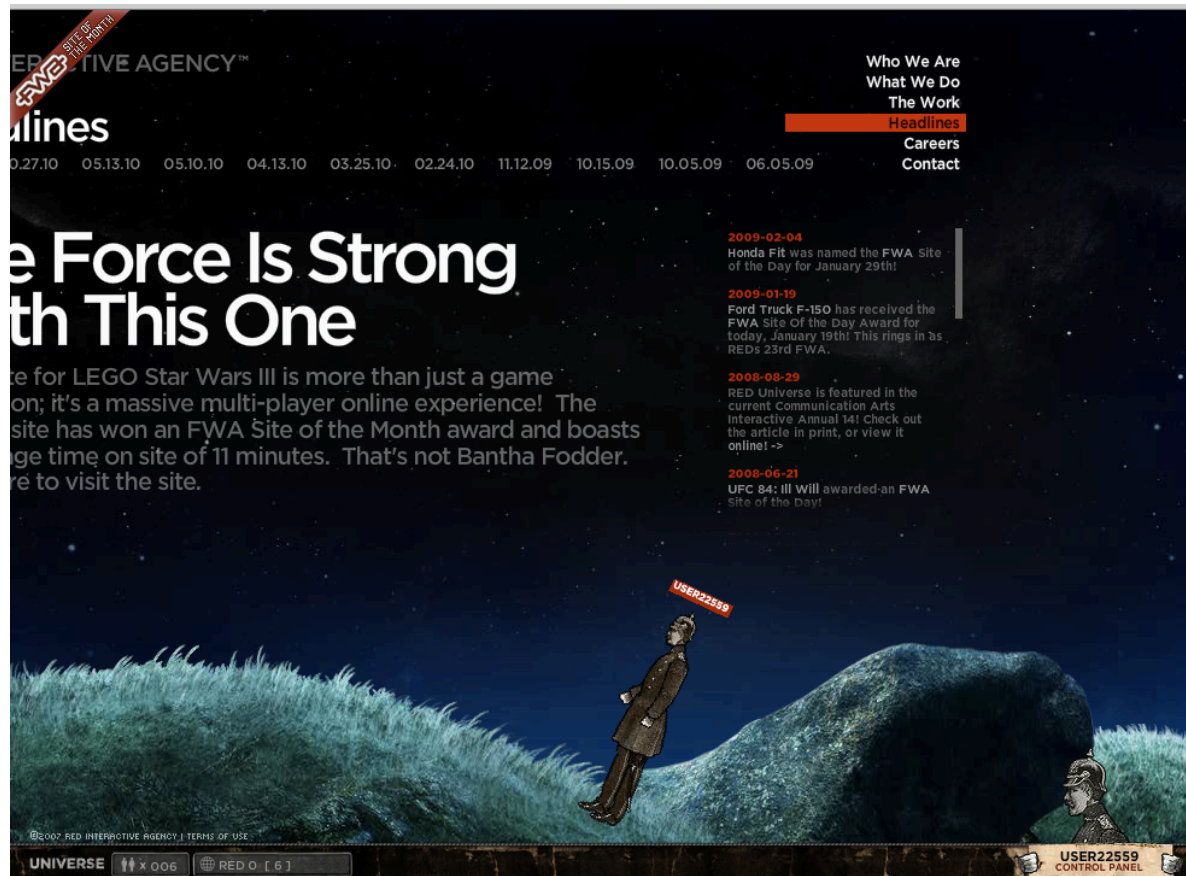 FWA
SITE OF
THE MONTH
ERACTIVE AGENCY™
dlines
0.27.10 05.13.10 05.10.10 04.13.10 03.25.10 02.24.10 11.12.09 10.15.09 10.05.09 06.05.09
Who We Are
What We Do
The Work
Headlines
Careers
Contact
e Force Is Strong
th This One
te for LEGO Star Wars III is more than just a game
on; it's a massive multi-player online experience! The
site has won an FWA Site of the Month award and boasts
ge time on site of 11 minutes. That's not Bantha Fodder.
re to visit the site.
2009-02-04
Honda Fit was named the FWA Site
of the Day for January 29th!
2009-01-19
Ford Truck F-150 has received the
FWA Site Of the Day Award for
today, January 19th! This rings in as
REDs 23rd FWA.
2008-08-29
RED Universe is featured in the
current Communication Arts
Interactive Annual 14! Check out
the article in print, or view it
online! ->
2008-06-21
UFC 84: Ill Will awarded an FWA
Site of the Day!
USER22559
©2007 RED INTERACTIVE AGENCY | TERMS OF USE
UNIVERSE x 006 RED 0 [ 6 ]
USER22559
CONTROL PANEL